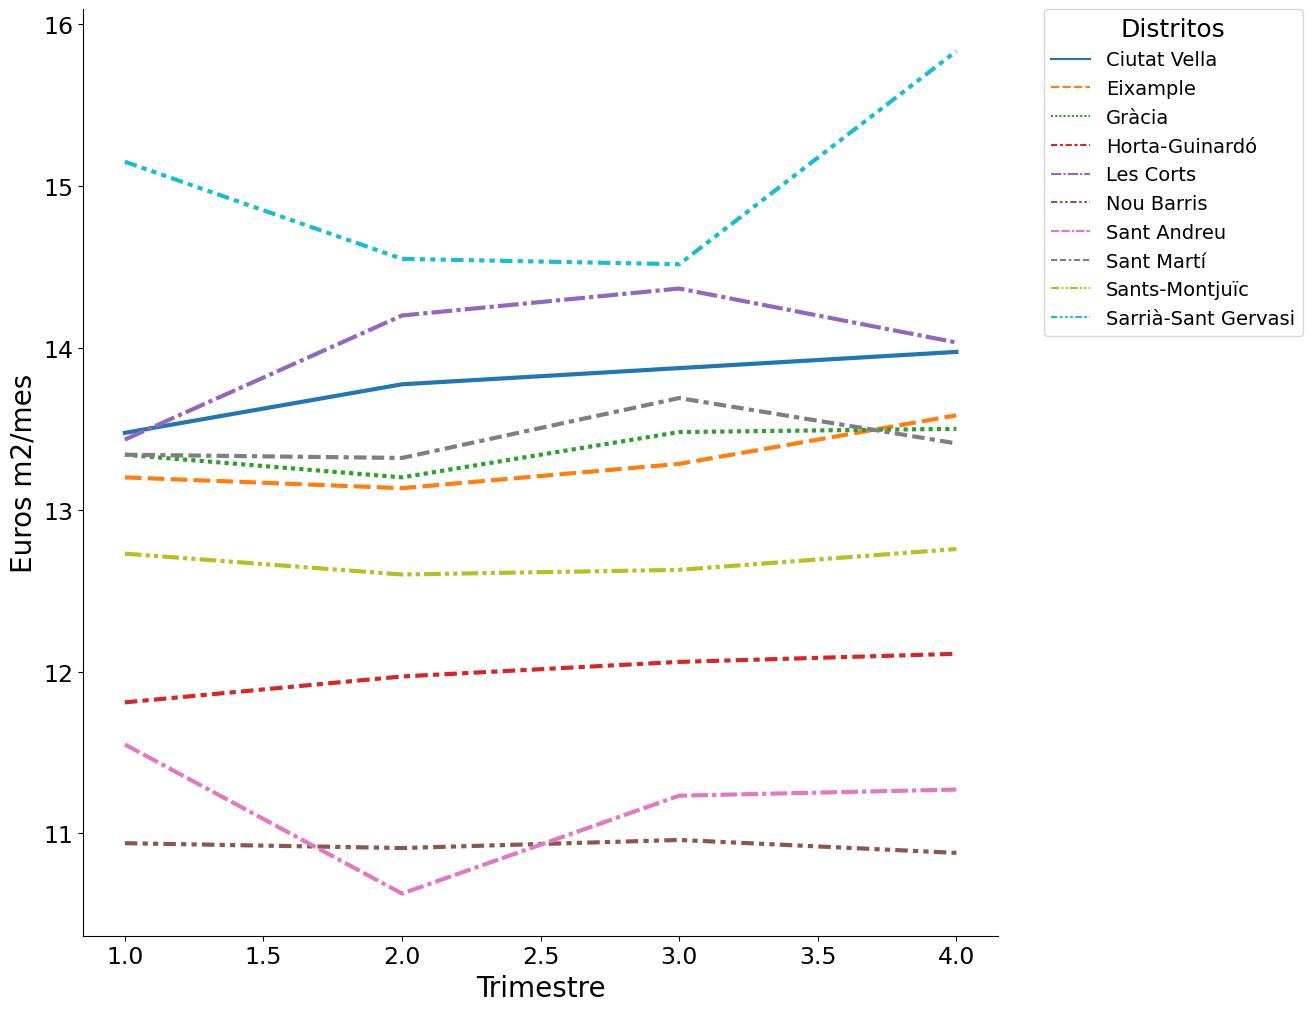 16
15
14
13
12
11
Euros m2/mes
1.0 1.5 2.0 2.5 3.0 3.5 4.0
Trimestre
Distritos
Ciutat Vella
Eixample
Gràcia
Horta-Guinardó
Les Corts
Nou Barris
Sant Andreu
Sant Martí
Sants-Montjuïc
Sarrià-Sant Gervasi